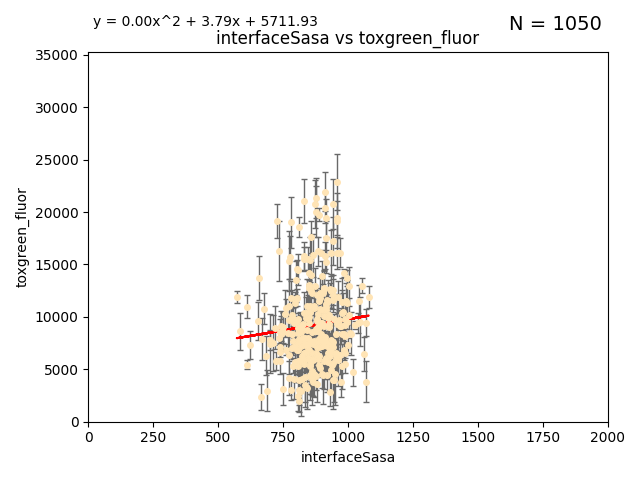 y = 0.00x^2 + 3.79x + 5711.93
N = 1050
interfaceSasa vs toxgreen_fluor
35000
30000
25000
20000
15000
10000
5000
0
toxgreen_fluor
0 250 500 750 1000 1250 1500 1750 2000
interfaceSasa